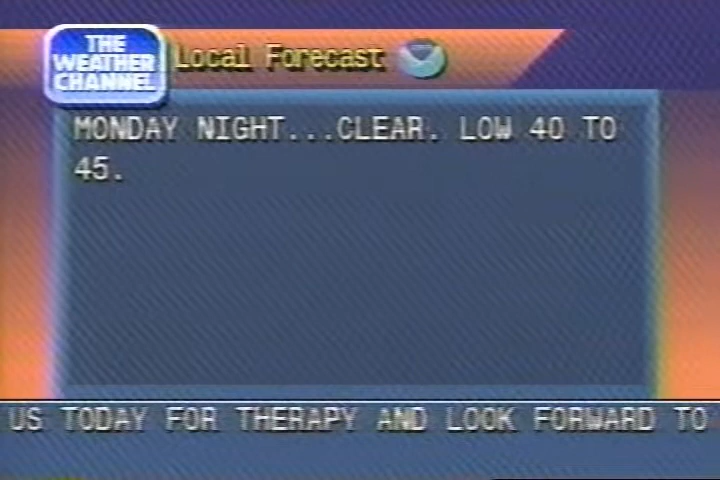 THE
WEATHER
CHANNEL
Local Forecast
MONDAY NIGHT...CLEAR. LOW 40 TO
45.
US TODAY FOR THERAPY AND LOOK FORWARD TO